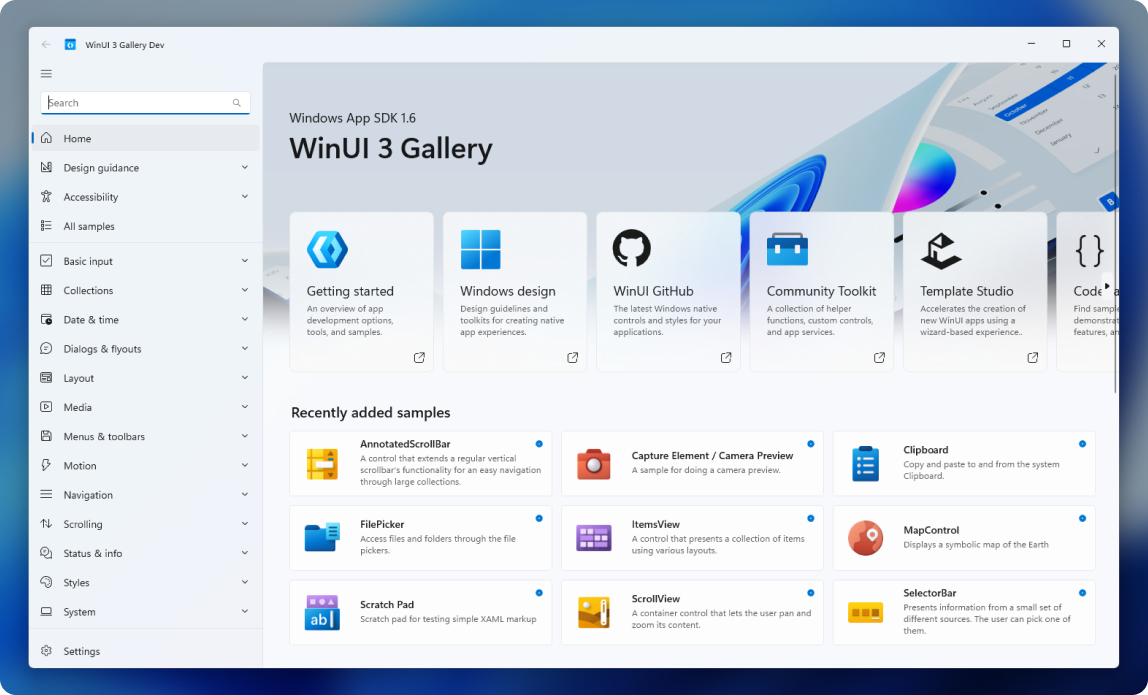 WinUI 3 Gallery Dev
Search
Home
Design guidance
Accessibility
All samples
Basic input
Collections
Date & time
Dialogs & flyouts
Layout
Media
Menus & toolbars
Motion
Navigation
Scrolling
Status & info
Styles
System
Settings
Windows App SDK 1.6
WinUI 3 Gallery
October
November
December
January
B
Getting started
An overview of app
development options,
tools, and samples.
Windows design
Design guidelines and
toolkits for creating native
app experiences.
WinUI GitHub
The latest Windows native
controls and styles for your
applications.
Community Toolkit
A collection of helper
functions, custom controls,
and app services.
Template Studio
Accelerates the creation of
new WinUI apps using a
wizard-based experience..
{}
Code
Find sample
demonstrat
features, an
Recently added samples
AnnotatedScrollBar
A control that extends a regular vertical
scrollbar's functionality for an easy navigation
through large collections.
Capture Element / Camera Preview
A sample for doing a camera preview.
Clipboard
Copy and paste to and from the system
Clipboard.
FilePicker
Access files and folders through the file
pickers.
ItemsView
A control that presents a collection of items
using various layouts.
MapControl
Displays a symbolic map of the Earth
ab
Scratch Pad
Scratch pad for testing simple XAML markup
ScrollView
A container control that lets the user pan and
zoom its content.
SelectorBar
Presents information from a small set of
different sources. The user can pick one of
them.